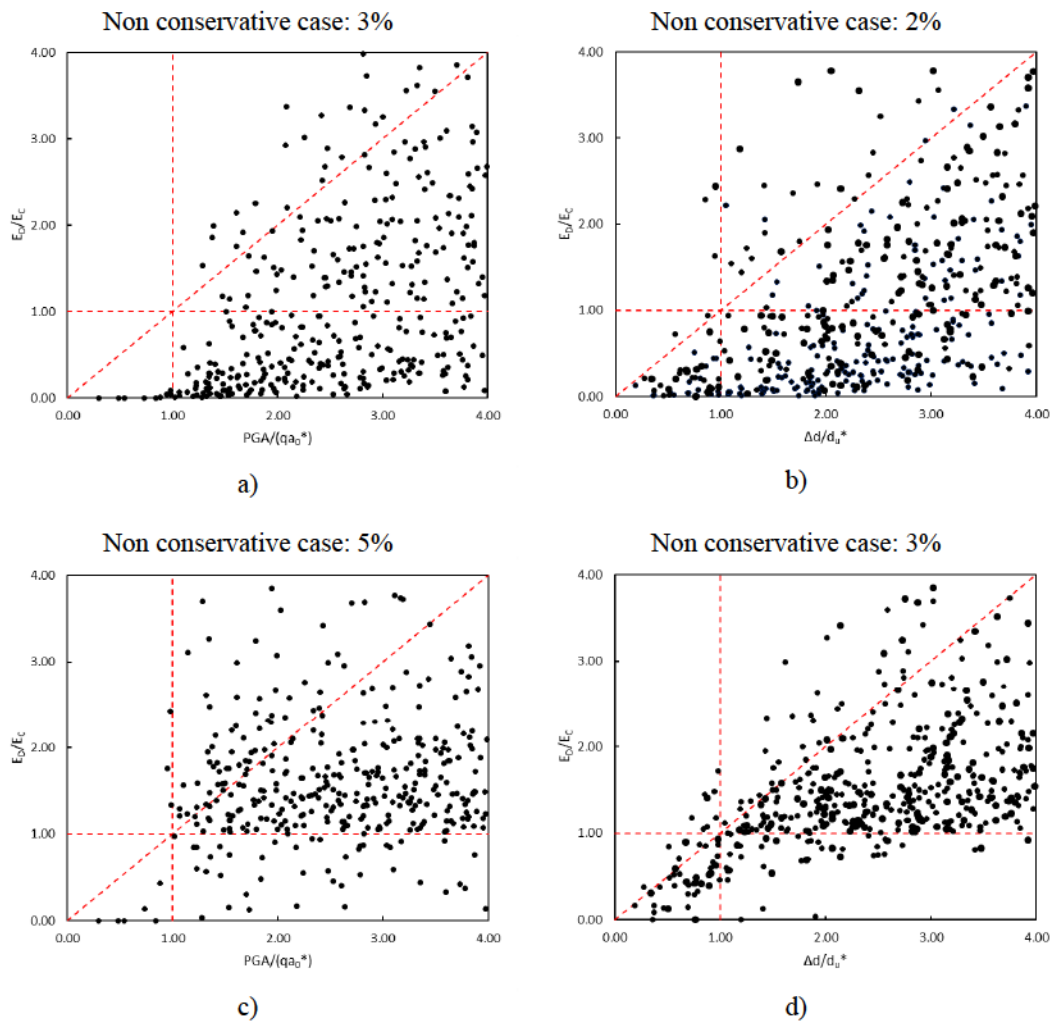 Non conservative case: 3%
4.00
3.00
2.00
1.00
0.00
E_D/E_C
0.00 1.00 2.00 3.00 4.00
PGA/(qa₀*)
a)
Non conservative case: 2%
4.00
3.00
2.00
1.00
0.00
E_D/E_C
0.00 1.00 2.00 3.00 4.00
Δd/d_u*
b)
Non conservative case: 5%
4.00
3.00
2.00
1.00
0.00
E_D/E_C
0.00 1.00 2.00 3.00 4.00
PGA/(qa₀*)
c)
Non conservative case: 3%
4.00
3.00
2.00
1.00
0.00
E_D/E_C
0.00 1.00 2.00 3.00 4.00
Δd/d_u*
d)